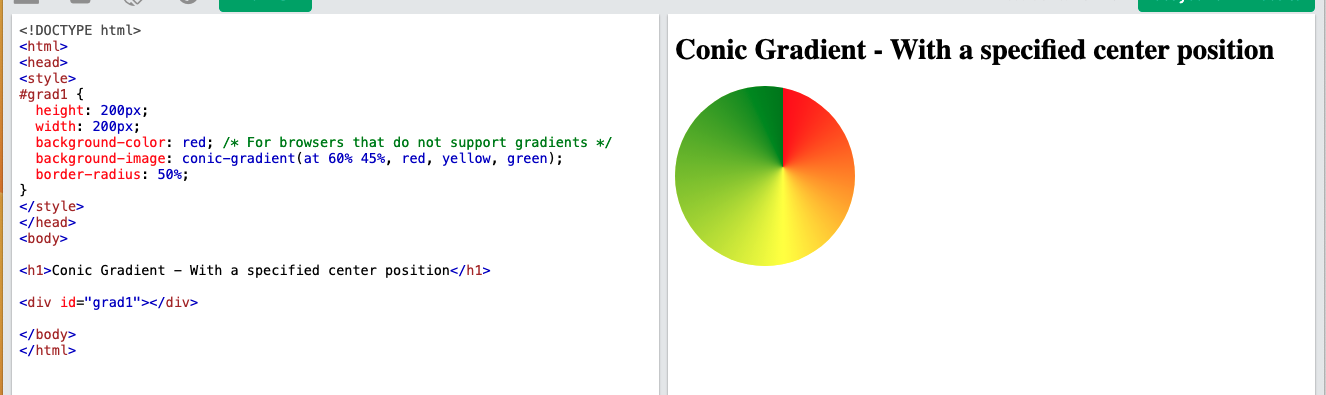 <!DOCTYPE html>
<html>
<head>
<style>
#grad1 {
  height: 200px;
  width: 200px;
  background-color: red; /* For browsers that do not support gradients */
  background-image: conic-gradient(at 60% 45%, red, yellow, green);
  border-radius: 50%;
}
</style>
</head>
<body>

<h1>Conic Gradient - With a specified center position</h1>

<div id="grad1"></div>

</body>
</html>
Conic Gradient - With a specified center position